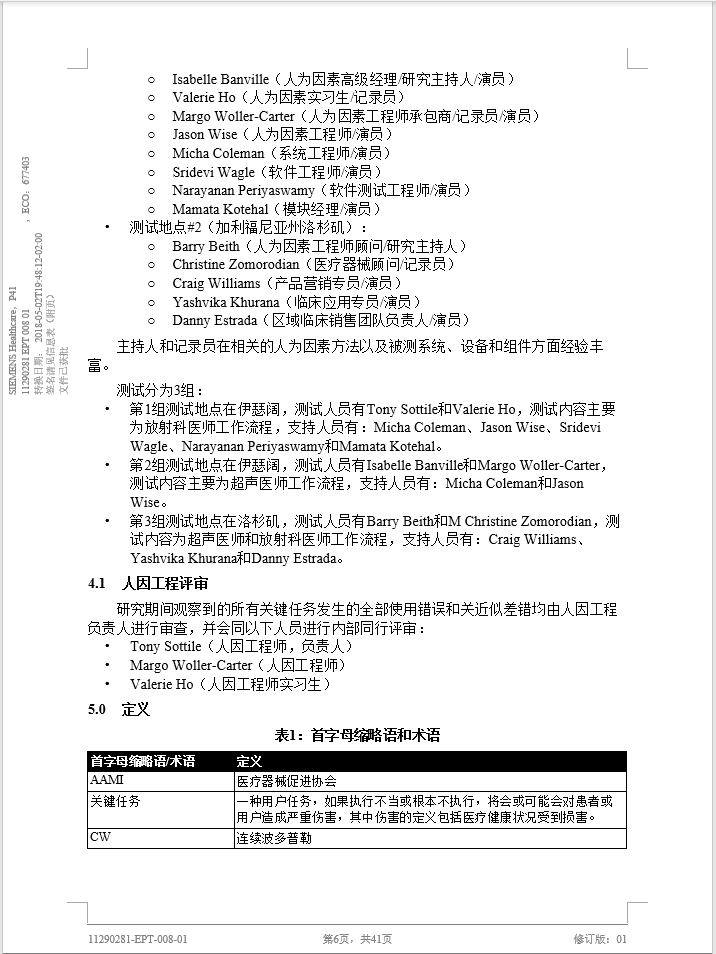 ○ Isabelle Banville（人为因素高级经理/研究主持人/演员）
○ Valerie Ho（人为因素实习生/记录员）
○ Margo Woller-Carter（人为因素工程师承包商/记录员/演员）
○ Jason Wise（人为因素工程师/演员）
○ Micha Coleman（系统工程师/演员）
○ Sridevi Wagle（软件工程师/演员）
○ Narayanan Periyaswamy（软件测试工程师/演员）
○ Mamata Kotehal（模块经理/演员）
• 测试地点#2（加利福尼亚州洛杉矶）：
○ Barry Beith（人为因素工程师顾问/研究主持人）
○ Christine Zomorodian（医疗器械顾问/记录员）
○ Craig Williams（产品营销专员/演员）
○ Yashvika Khurana（临床应用专员/演员）
○ Danny Estrada（区域临床销售团队负责人/演员）
主持人和记录员在相关的人为因素方法以及被测系统、设备和组件方面经验丰
富。
测试分为3组：
• 第1组测试地点在伊瑟阔，测试人员有Tony Sottile和Valerie Ho，测试内容主要
为放射科医师工作流程，支持人员有：Micha Coleman、Jason Wise、Sridevi
Wagle、Narayanan Periyaswamy和Mamata Kotehal。
• 第2组测试地点在伊瑟阔，测试人员有Isabelle Banville和Margo Woller-Carter，
测试内容主要为超声医师工作流程，支持人员有：Micha Coleman和Jason
Wise。
• 第3组测试地点在洛杉矶，测试人员有Barry Beith和M Christine Zomorodian，测
试内容为超声医师和放射科医师工作流程，支持人员有：Craig Williams、
Yashvika Khurana和Danny Estrada。
4.1 人因工程评审
研究期间观察到的所有关键任务发生的全部使用错误和关近似差错均由人因工程
负责人进行审查，并会同以下人员进行内部同行评审：
• Tony Sottile（人因工程师，负责人）
• Margo Woller-Carter（人因工程师）
• Valerie Ho（人因工程师实习生）
5.0 定义
表1：首字母缩略语和术语
首字母缩略语/术语 定义
AAMI 医疗器械促进协会
关键任务 一种用户任务，如果执行不当或根本不执行，将会或可能会对患者或
用户造成严重伤害，其中伤害的定义包括医疗健康状况受到损害。
CW 连续波多普勒
11290281-EPT-008-01 第6页，共41页 修订版：01
SIEMENS Healthcare，P41
11290281 EPT 008 01 ，ECO：677403
转换日期： 2018-05-02T19:48:12-02:00
签名请见信息表（附页）
文件已获批